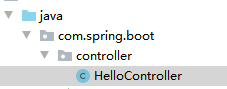 java
com.spring.boot
controller
HelloController